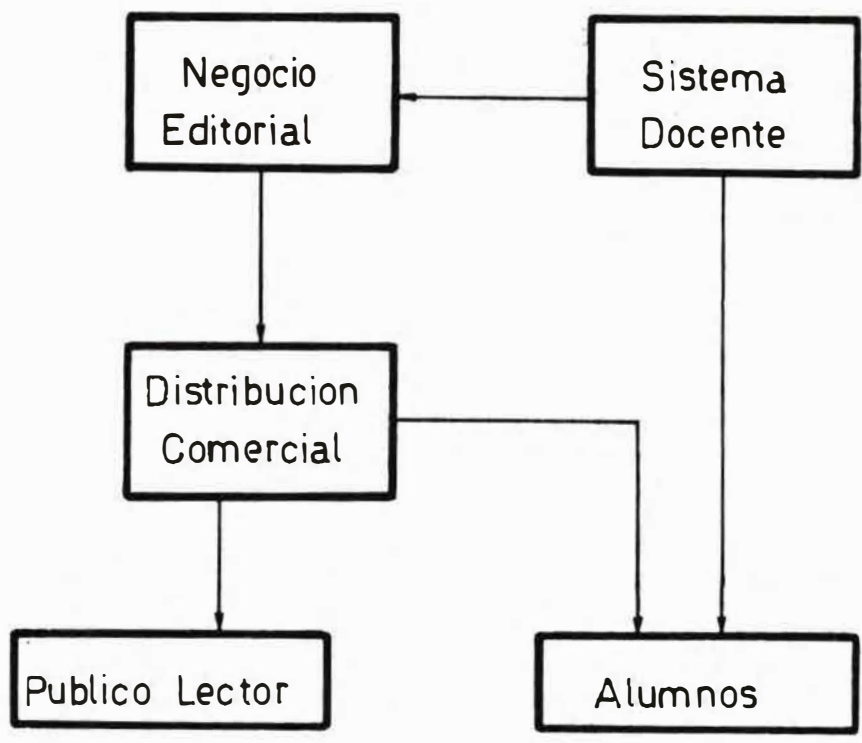 Negocio
Editorial
Sistema
Docente
Distribucion
Comercial
Publico Lector
Alumnos